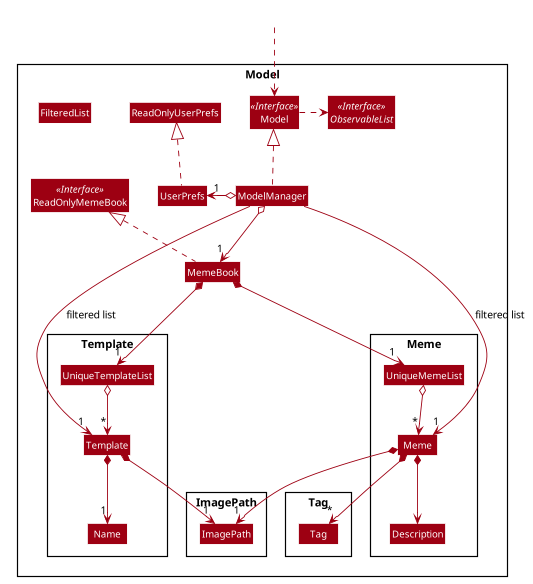 Model
FilteredList
ReadOnlyUserPrefs
«Interface»
Model
«Interface»
ObservableList
«Interface»
ReadOnlyMemeBook
UserPrefs
1
ModelManager
1
MemeBook
filtered list
filtered list
Template
Meme
1
1
UniqueTemplateList
UniqueMemeList
1
*
*
1
Template
Meme
ImagePath
Tag
1
1
1
*
Name
ImagePath
Tag
Description